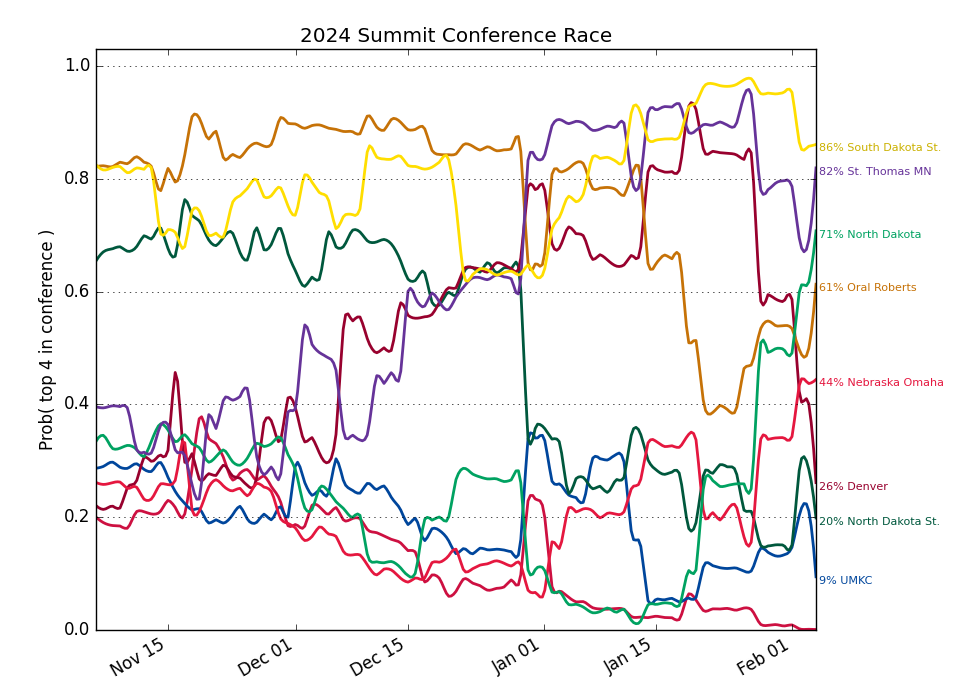 2024 Summit Conference Race
Prob( top 4 in conference )
1.0
0.8
0.6
0.4
0.2
0.0
Nov 15
Dec 01
Dec 15
Jan 01
Jan 15
Feb 01
86% South Dakota St.
82% St. Thomas MN
71% North Dakota
61% Oral Roberts
44% Nebraska Omaha
26% Denver
20% North Dakota St.
9% UMKC